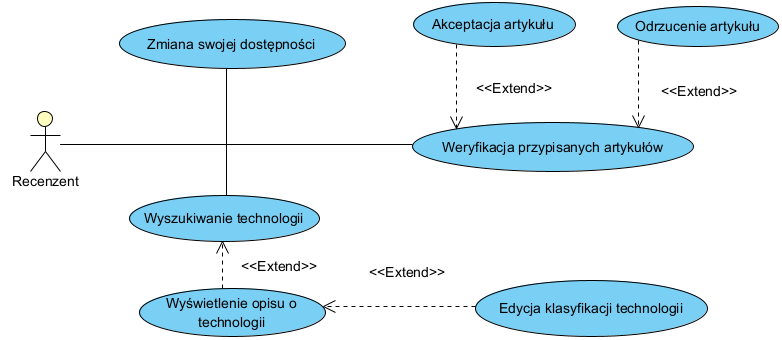 Akceptacja artykułu
Odrzucenie artykułu
Zmiana swojej dostępności
<<Extend>>
<<Extend>>
Weryfikacja przypisanych artykułów
Recenzent
Wyszukiwanie technologii
<<Extend>>
<<Extend>>
Wyświetlenie opisu o
technologii
Edycja klasyfikacji technologii